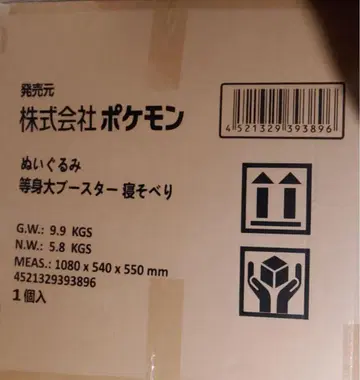 発売元
株式会社 ポケモン
4521329393896
ぬいぐるみ
等身大ブースター 寝そべり
G.W.: 9.9 KGS
N.W.: 5.8 KGS
MEAS.: 1080 x 540 x 550 mm
4521329393896
1個入